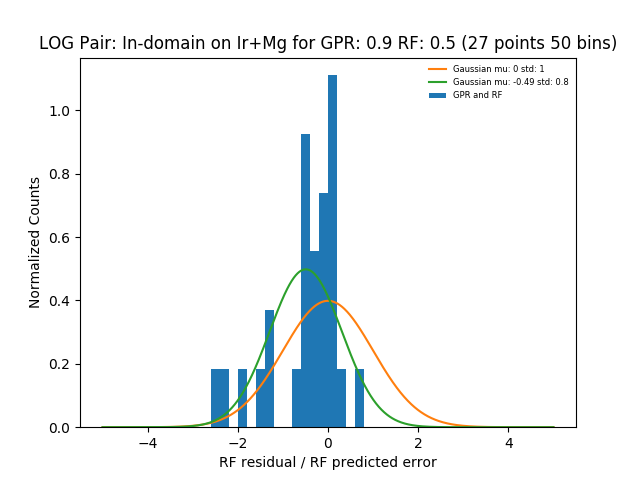 LOG Pair: In-domain on Ir+Mg for GPR: 0.9 RF: 0.5 (27 points 50 bins)
Gaussian mu: 0 std: 1
Gaussian mu: -0.49 std: 0.8
GPR and RF
Normalized Counts
1.0
0.8
0.6
0.4
0.2
0.0
−4 −2 0 2 4
RF residual / RF predicted error